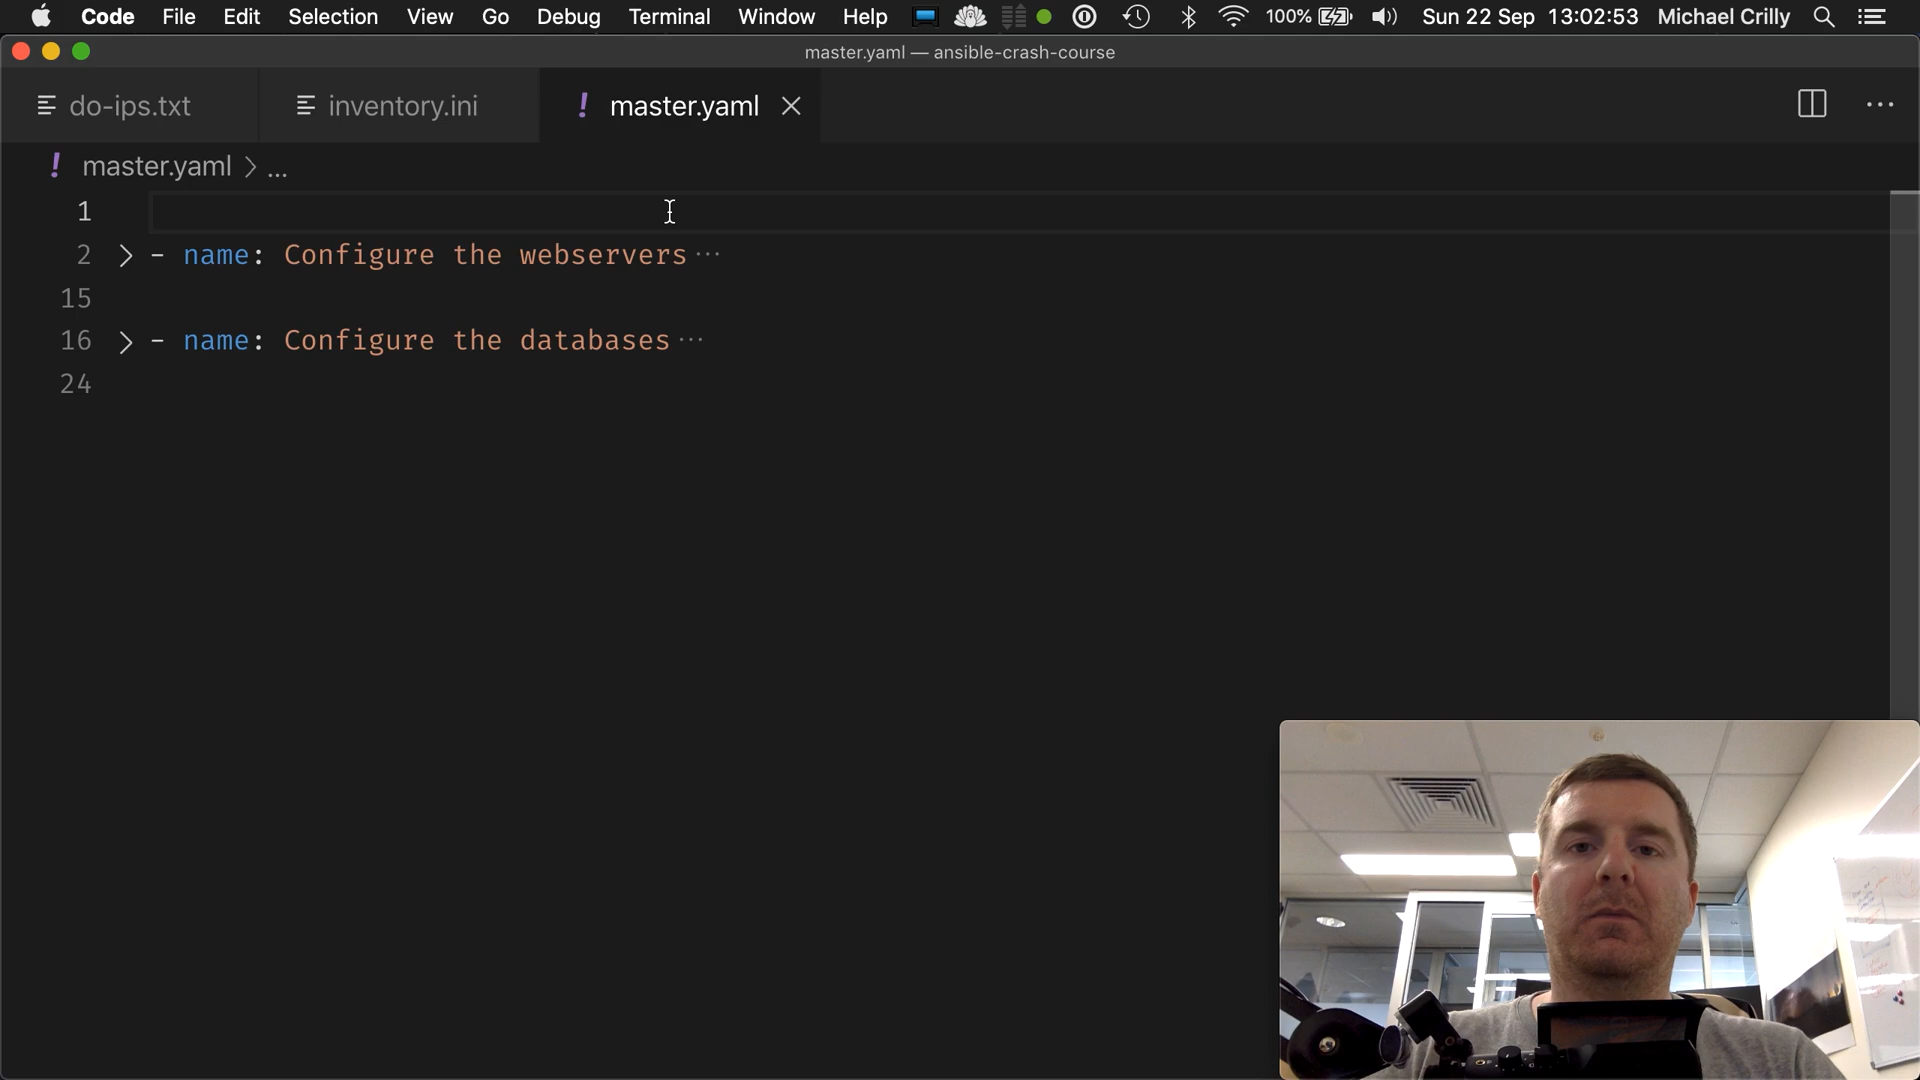 Code File Edit Selection View Go Debug Terminal Window Help 100% Sun 22 Sep 13:02:53 Michael Crilly
master.yaml — ansible-crash-course
do-ips.txt inventory.ini ! master.yaml
! master.yaml > ...
1
2 > - name: Configure the webservers ...
15
16 > - name: Configure the databases ...
24